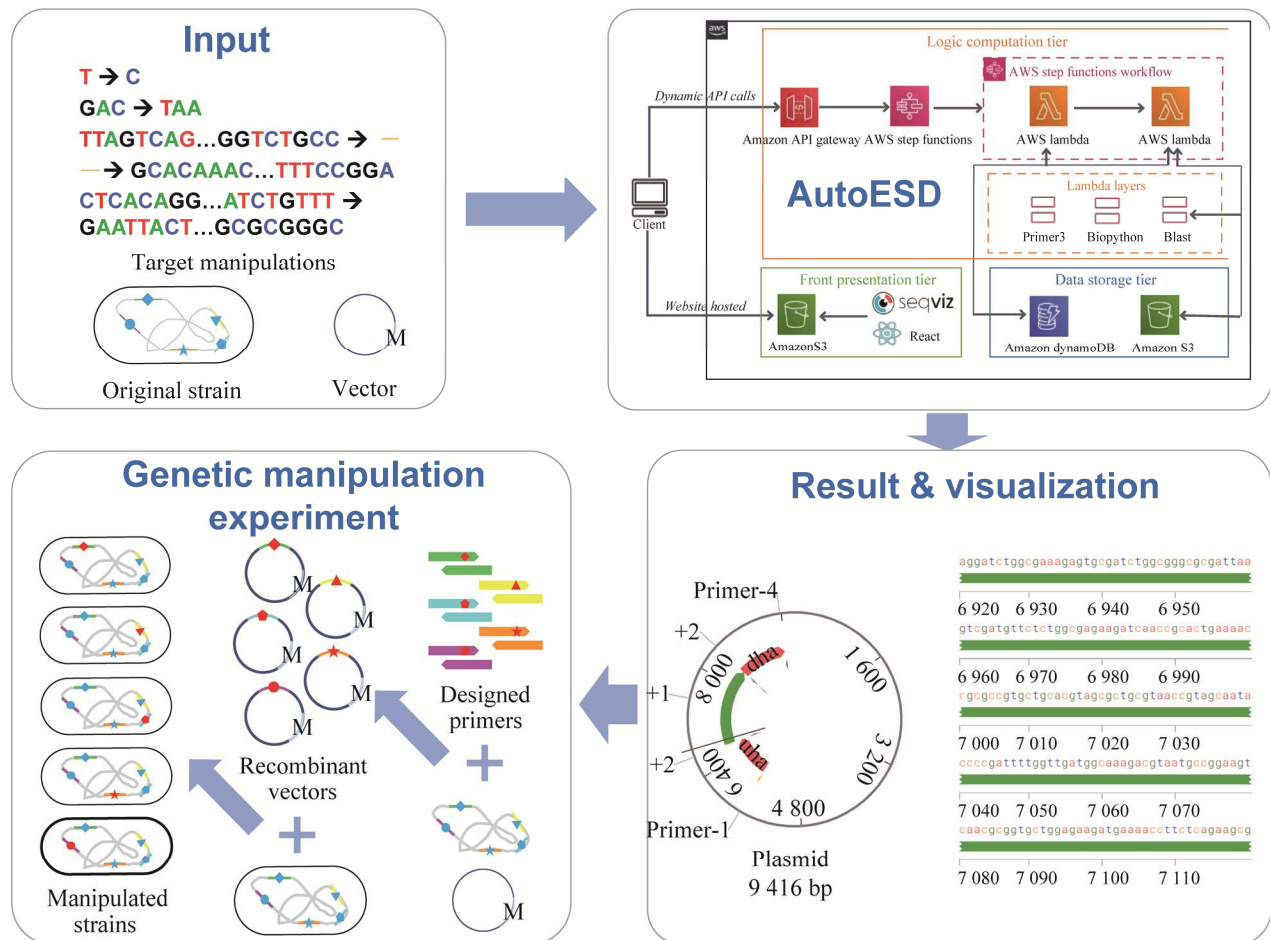 Input
T → C
GAC → TAA
TTAGTCAG...GGTCTGCC → —
— → GCACAAAC...TTTCCGGA
CTCACAGG...ATCTGTTT →
GAATTACT...GCGCGGGC
Target manipulations
M
Original strain
Vector
aws
Logic computation tier
AWS step functions workflow
Dynamic API calls
Amazon API gateway
AWS step functions
AWS lambda
AWS lambda
AutoESD
Lambda layers
Primer3
Biopython
Blast
Client
Website hosted
Front presentation tier
seqviz
React
AmazonS3
Data storage tier
Amazon dynamoDB
Amazon S3
Genetic manipulation
experiment
M
M
M
M
M
Designed
primers
Recombinant
vectors
M
Manipulated
strains
Result & visualization
Primer-4
+2
+1
+2
Primer-1
8 000
dha
1 600
3 200
4 800
6 400
uha
Plasmid
9 416 bp
aggatctggcgaaagagtgcgatctggcgggcgcgattaa
6 920 6 930 6 940 6 950
gtcgatgttctctggcgagaagatcaaccgcactgaaaac
6 960 6 970 6 980 6 990
cgcgccgtgctgcacgtagcgctgcgtaaccgtagcaata
7 000 7 010 7 020 7 030
ccccgattttggttgatggcaaagacgtaatgccggaagt
7 040 7 050 7 060 7 070
caacgcggtgctggagaagatgaaaaccttctcagaagcg
7 080 7 090 7 100 7 110